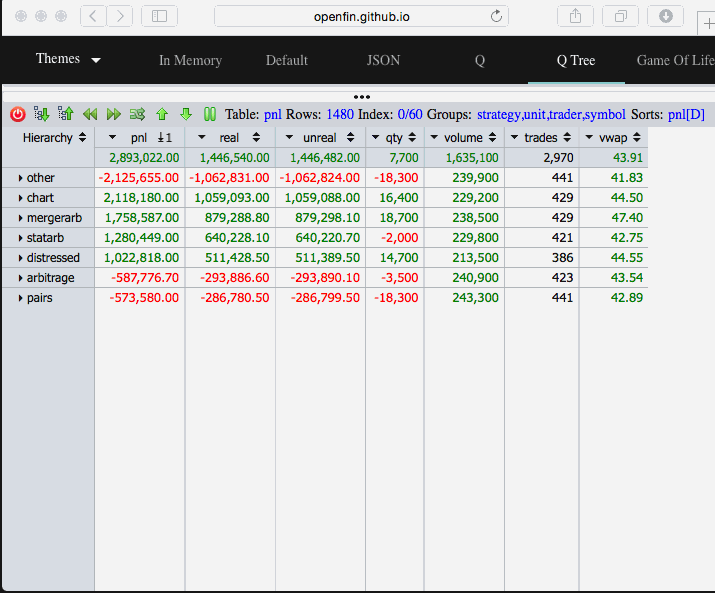 openfin.github.io
Themes In Memory Default JSON Q Q Tree Game Of Life
Table: pnl Rows: 1480 Index: 0/60 Groups: strategy,unit,trader,symbol Sorts: pnl[D]
Hierarchy pnl 1 real unreal qty volume trades vwap
2,893,022.00 1,446,540.00 1,446,482.00 7,700 1,635,100 2,970 43.91
other -2,125,655.00 -1,062,831.00 -1,062,824.00 -18,300 239,900 441 41.83
chart 2,118,180.00 1,059,093.00 1,059,088.00 16,400 229,200 429 44.50
mergerarb 1,758,587.00 879,288.80 879,298.10 18,700 238,500 429 47.40
statarb 1,280,449.00 640,228.10 640,220.70 -2,000 229,800 421 42.75
distressed 1,022,818.00 511,428.50 511,389.50 14,700 213,500 386 44.55
arbitrage -587,776.70 -293,886.60 -293,890.10 -3,500 240,900 423 43.54
pairs -573,580.00 -286,780.50 -286,799.50 -18,300 243,300 441 42.89